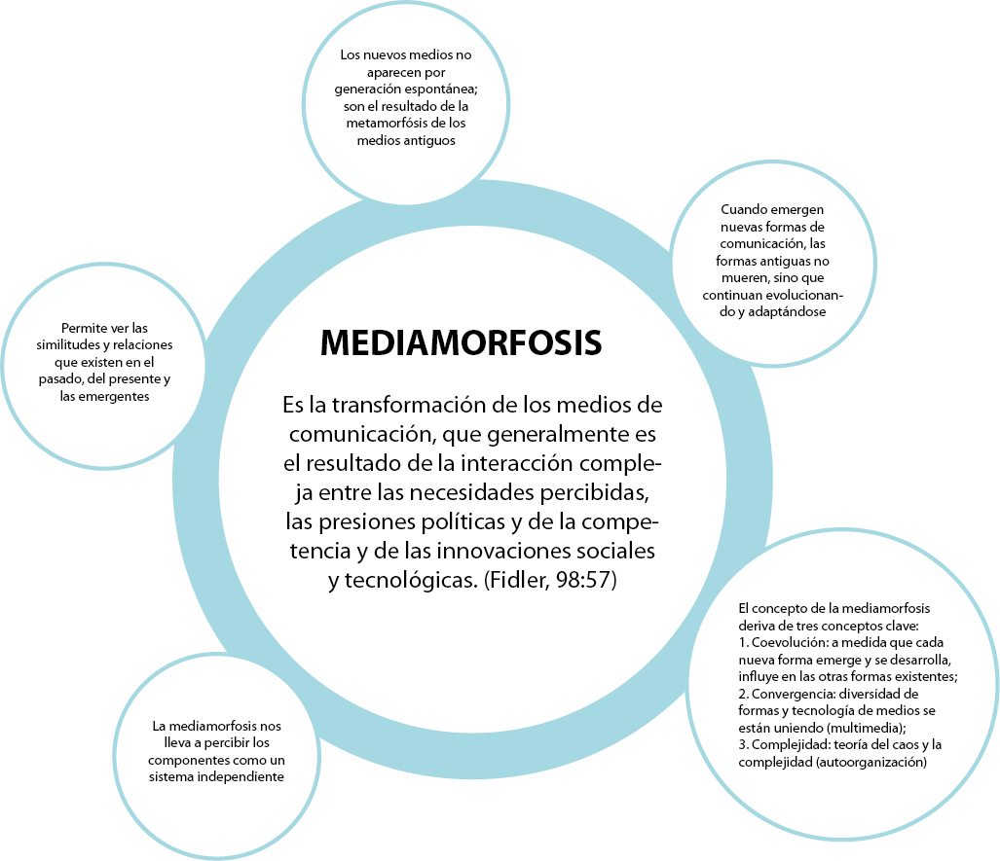 Los nuevos medios no
aparecen por
generación espontánea;
son el resultado de la
metamorfósis de los
medios antiguos
Cuando emergen
nuevas formas de
comunicación, las
formas antiguas no
mueren, sino que
continuan evolucionan-
do y adaptándose
Permite ver las
similitudes y relaciones
que existen en el
pasado, del presente y
las emergentes
MEDIAMORFOSIS
Es la transformación de los medios de
comunicación, que generalmente es
el resultado de la interacción comple-
ja entre las necesidades percibidas,
las presiones políticas y de la compe-
tencia y de las innovaciones sociales
y tecnológicas. (Fidler, 98:57)
El concepto de la mediamorfosis
deriva de tres conceptos clave:
1. Coevolución: a medida que cada
nueva forma emerge y se desarrolla,
influye en las otras formas existentes;
2. Convergencia: diversidad de
formas y tecnología de medios se
están uniendo (multimedia);
3. Complejidad: teoría del caos y la
complejidad (autoorganización)
La mediamorfosis nos
lleva a percibir los
componentes como un
sistema independiente